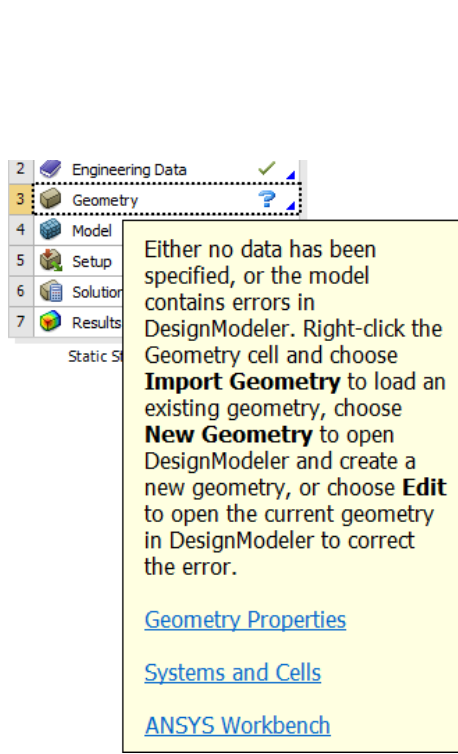 2 Engineering Data
3 Geometry ?
4 Model
5 Setup
6 Solution
7 Results
Static St
Either no data has been
specified, or the model
contains errors in
DesignModeler. Right-click the
Geometry cell and choose
Import Geometry to load an
existing geometry, choose
New Geometry to open
DesignModeler and create a
new geometry, or choose Edit
to open the current geometry
in DesignModeler to correct
the error.
Geometry Properties
Systems and Cells
ANSYS Workbench